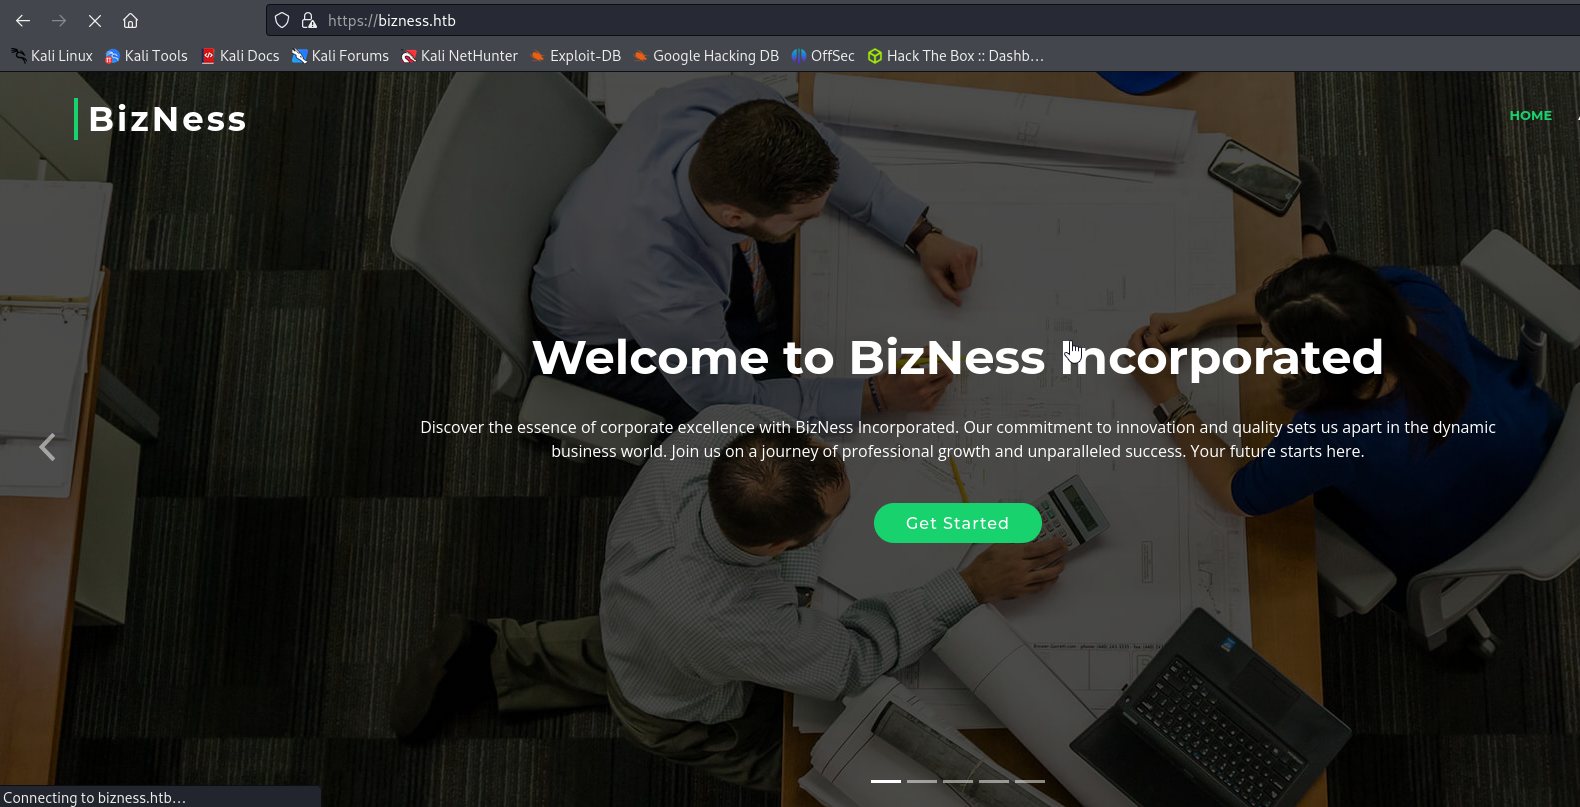 https://bizness.htb
Kali Linux Kali Tools Kali Docs Kali Forums Kali NetHunter Exploit-DB Google Hacking DB OffSec Hack The Box :: Dashb…
BizNess
HOME
Welcome to BizNess Incorporated
Discover the essence of corporate excellence with BizNess Incorporated. Our commitment to innovation and quality sets us apart in the dynamic
business world. Join us on a journey of professional growth and unparalleled success. Your future starts here.
Get Started
Connecting to bizness.htb…